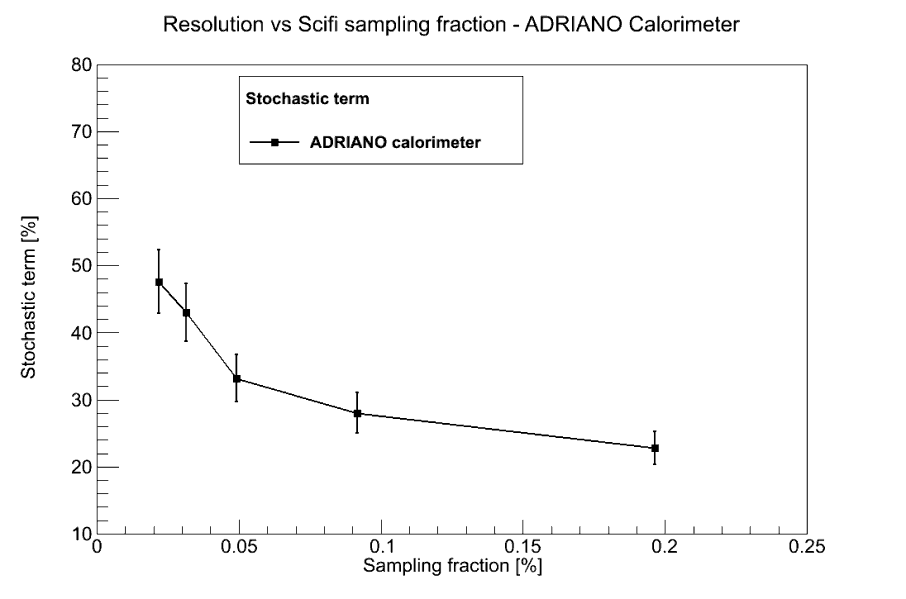 Resolution vs Scifi sampling fraction - ADRIANO Calorimeter
80
Stochastic term
ADRIANO calorimeter
70
60
50
40
30
20
10
Stochastic term [%]
0 0.05 0.1 0.15 0.2 0.25
Sampling fraction [%]